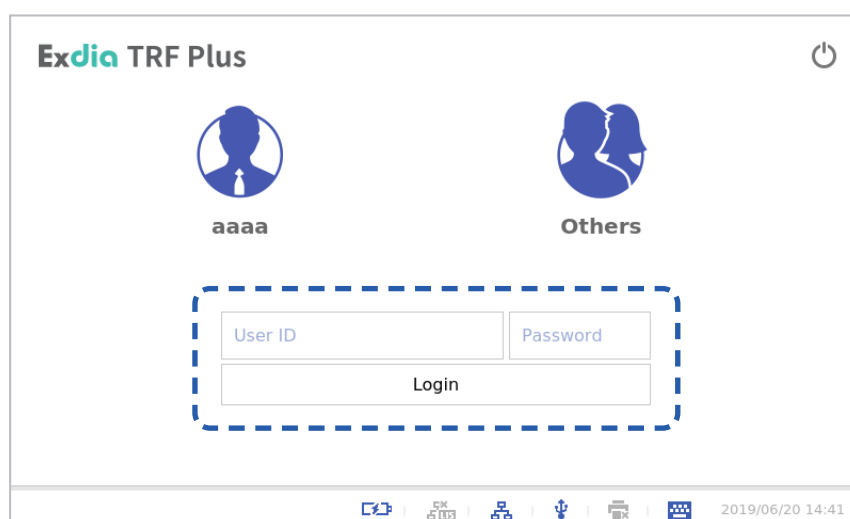 Exdia TRF Plus
aaaa
Others
User ID
Password
Login
2019/06/20 14:41